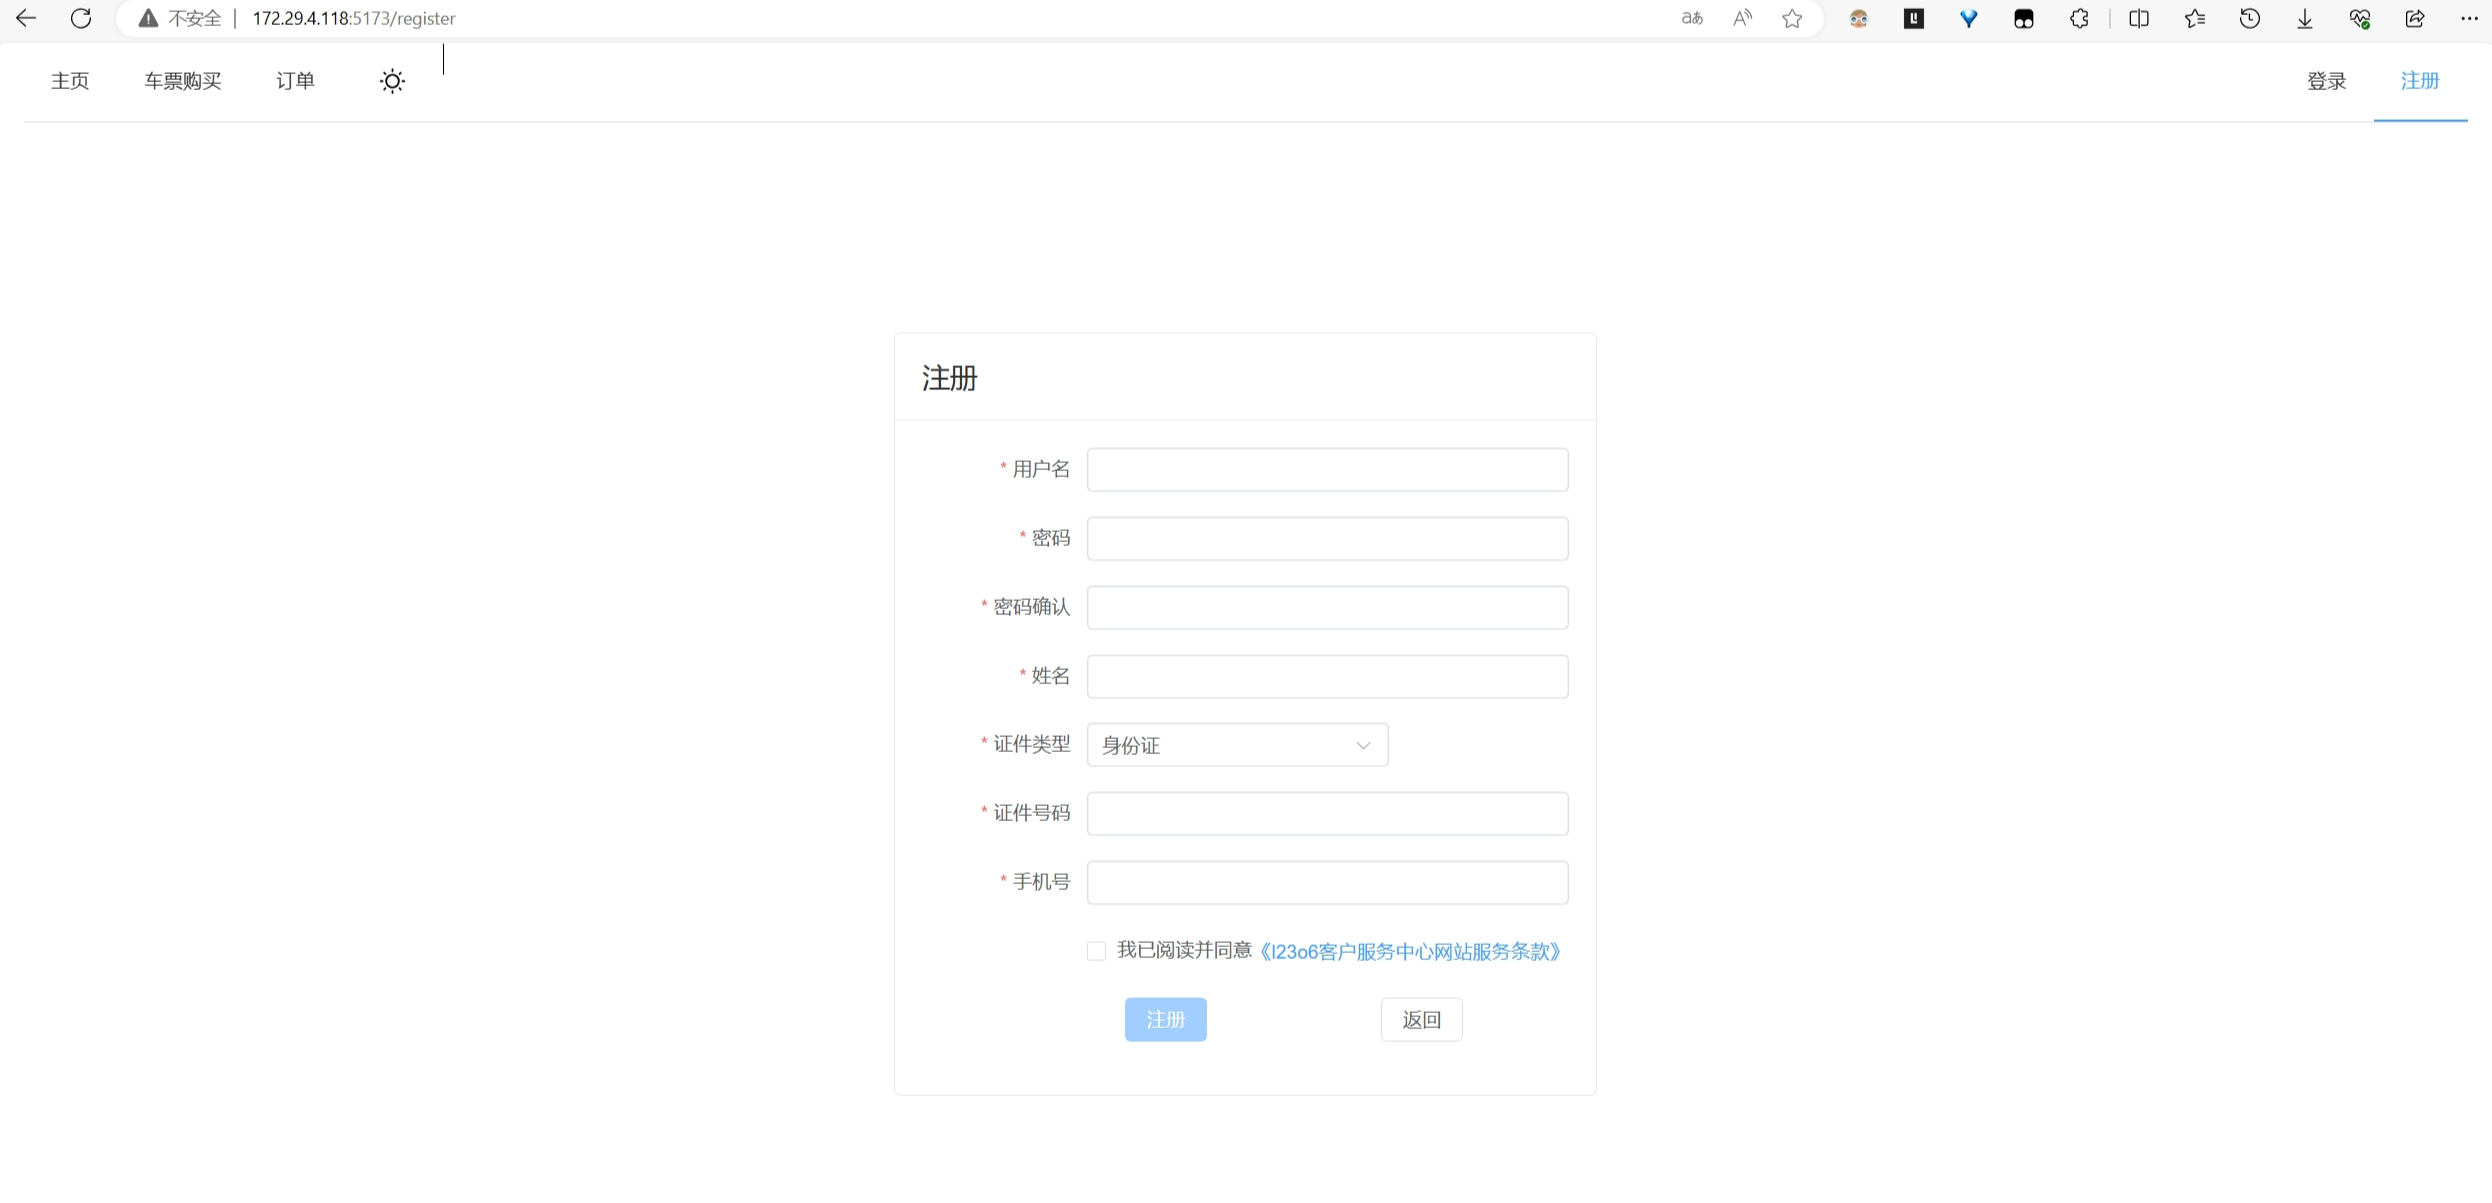 不安全 | 172.29.4.118:5173/register
主页 车票购买 订单 登录 注册
注册
* 用户名
* 密码
* 密码确认
* 姓名
* 证件类型 身份证
* 证件号码
* 手机号
我已阅读并同意《l23o6客户服务中心网站服务条款》
注册 返回